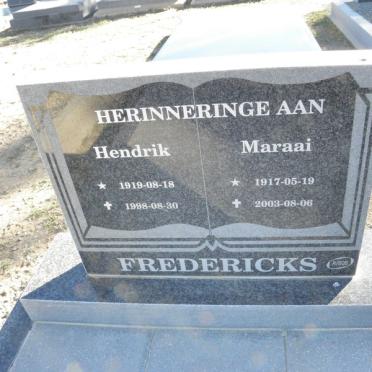 HERINNERINGE AAN
Hendrik
★ 1919-08-18
✝ 1998-08-30
Maraai
★ 1917-05-19
✝ 2003-08-06
FREDERICKS